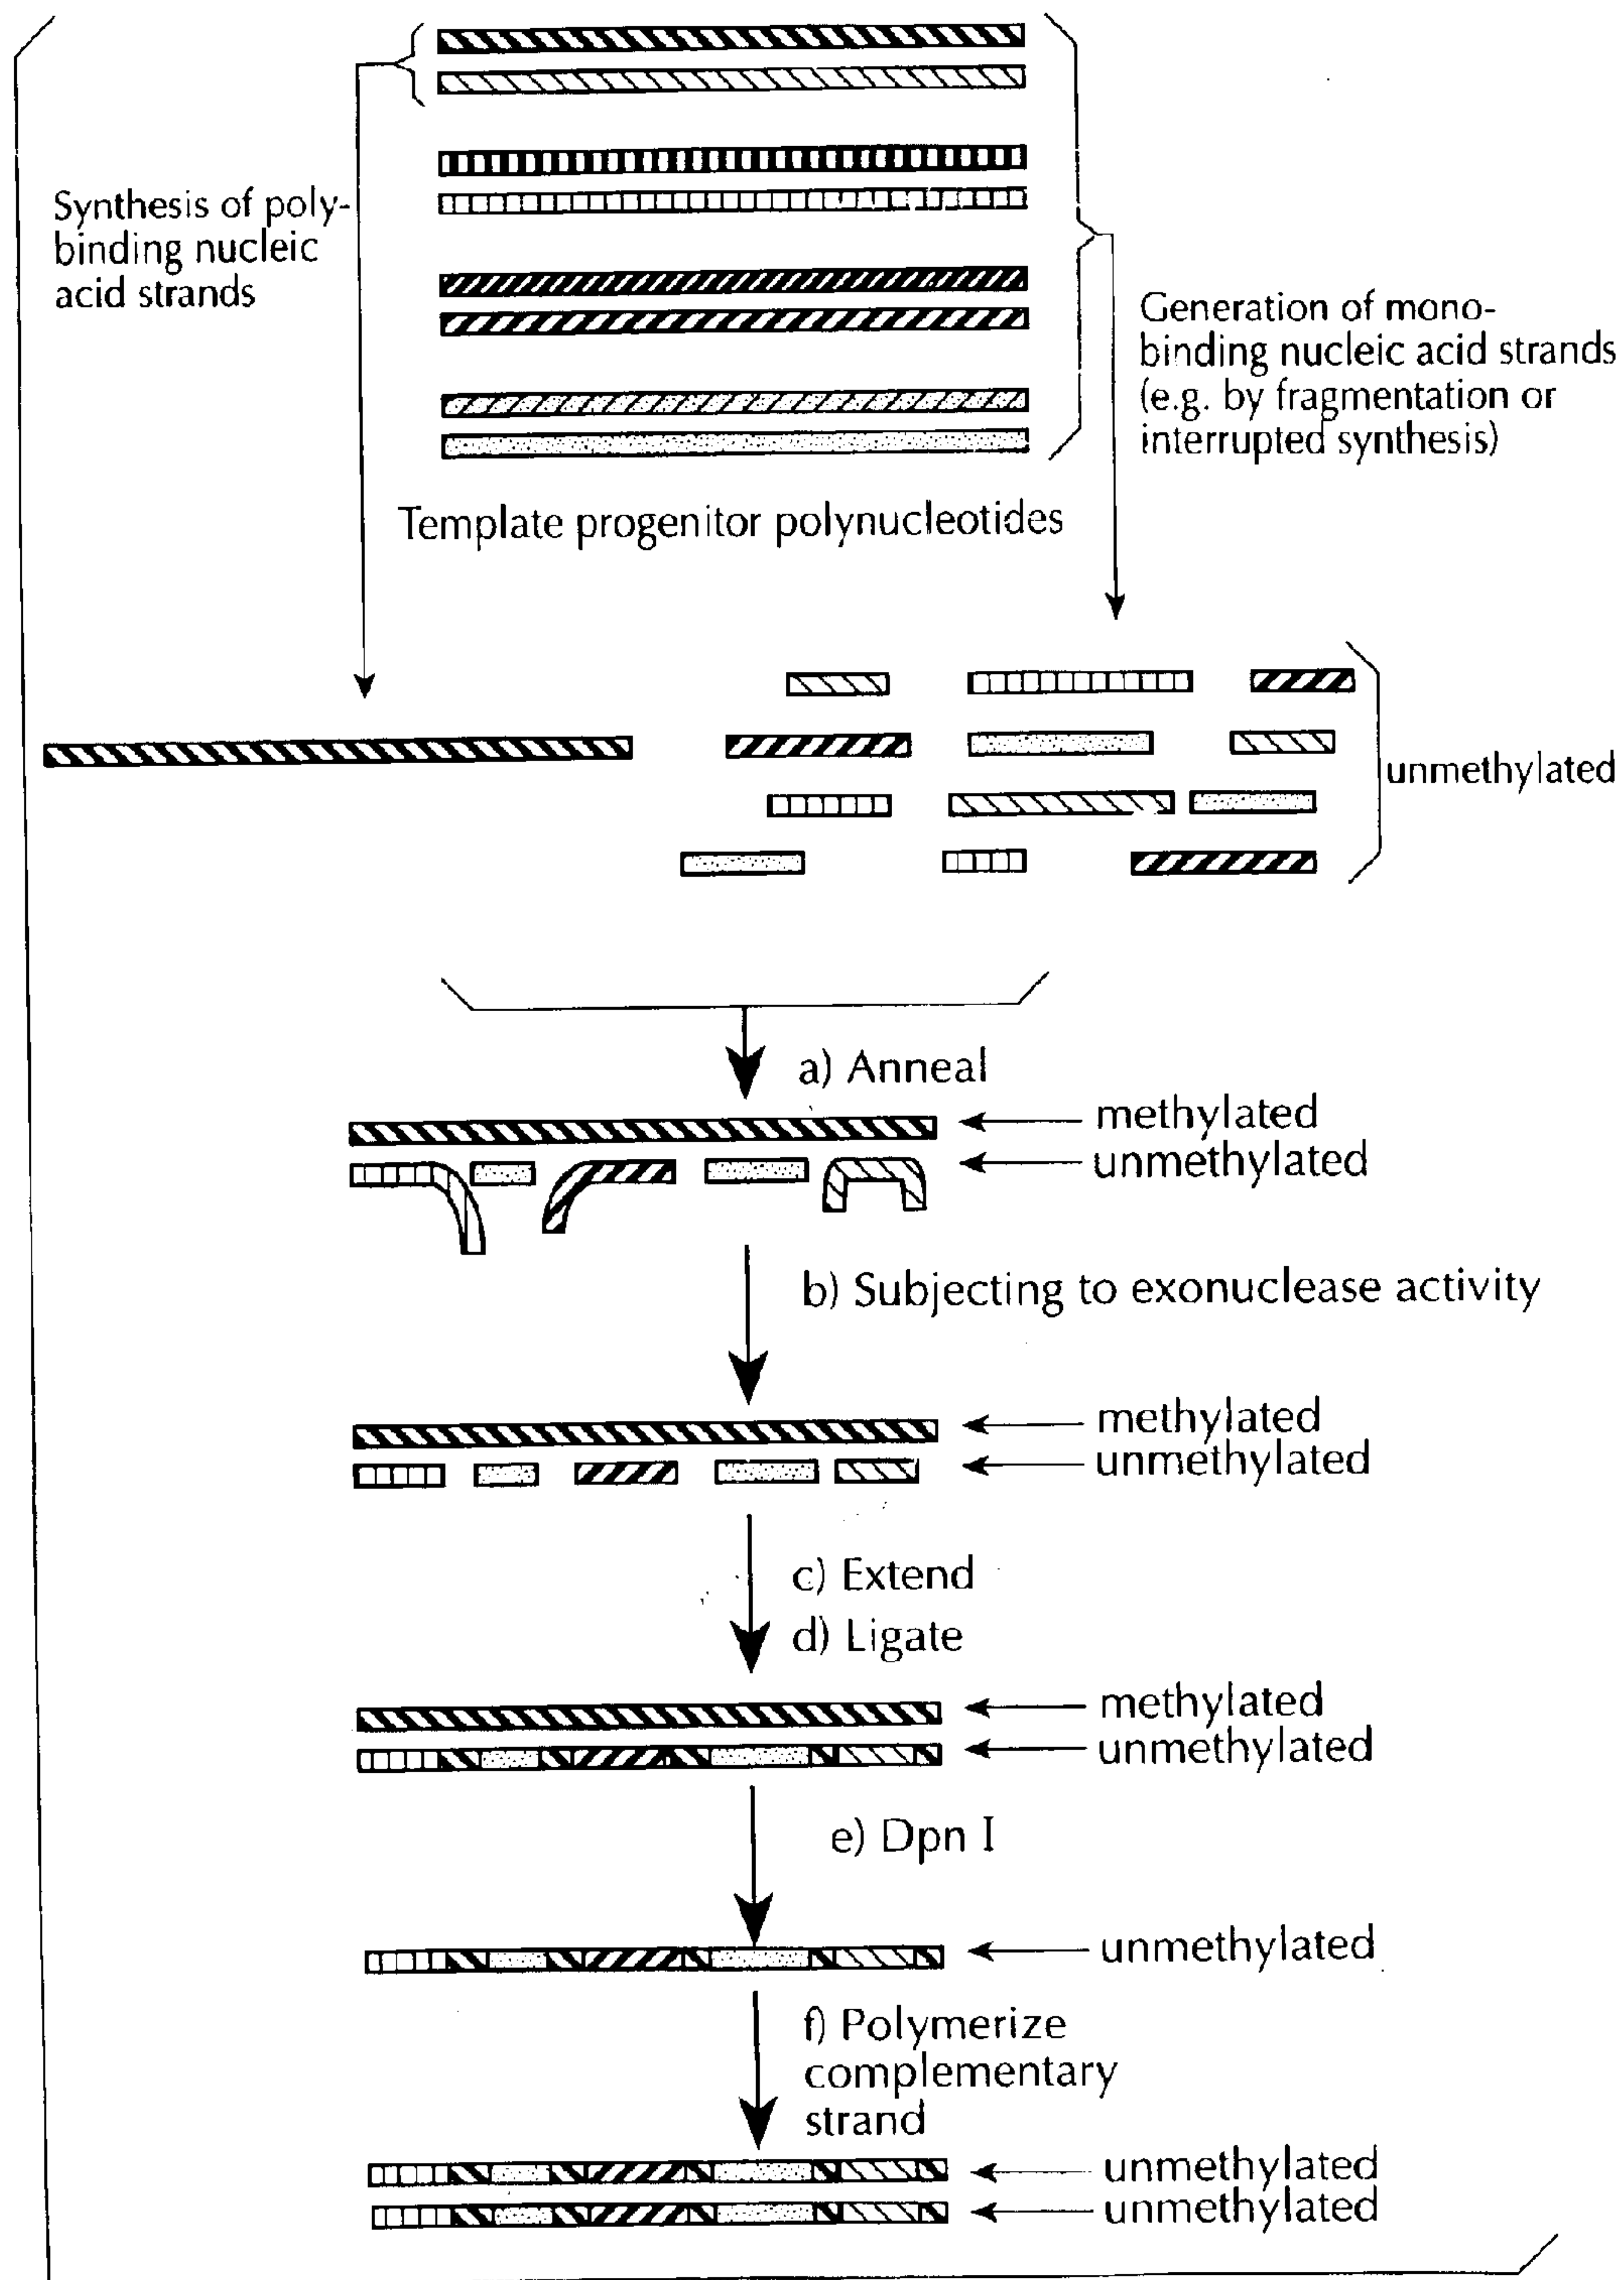 Synthesis of poly-
binding nucleic
acid strands
Generation of mono-
binding nucleic acid strands
(e.g. by fragmentation or
interrupted synthesis)
Template progenitor polynucleotides
unmethylated
a) Anneal
methylated
unmethylated
b) Subjecting to exonuclease activity
methylated
unmethylated
c) Extend
d) Ligate
methylated
unmethylated
e) Dpn I
unmethylated
f) Polymerize
complementary
strand
unmethylated
unmethylated